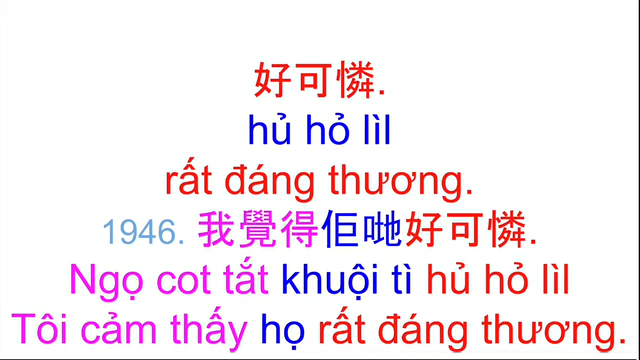 好可憐.
hủ hỏ lìl
rất đáng thương.
1946. 我覺得佢哋好可憐.
Ngọ cot tắt khuội tì hủ hỏ lìl
Tôi cảm thấy họ rất đáng thương.